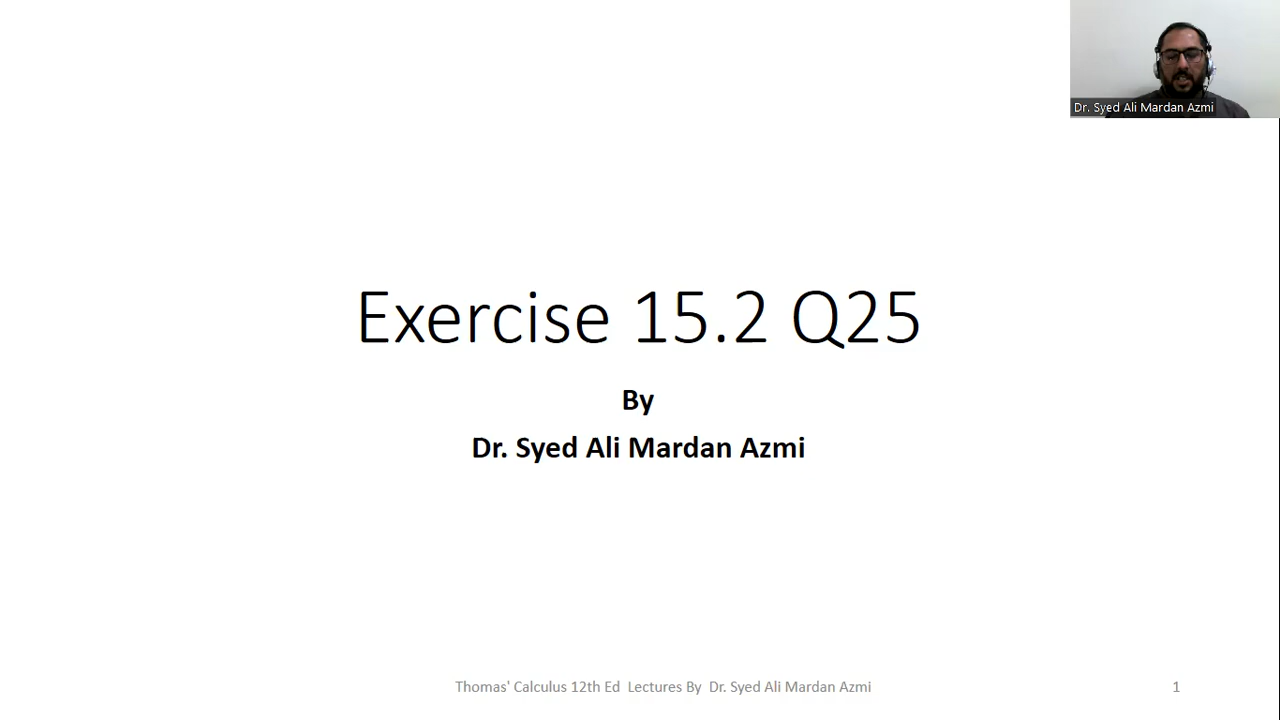 Dr. Syed Ali Mardan Azmi
Exercise 15.2 Q25
By
Dr. Syed Ali Mardan Azmi
Thomas' Calculus 12th Ed Lectures By Dr. Syed Ali Mardan Azmi
1